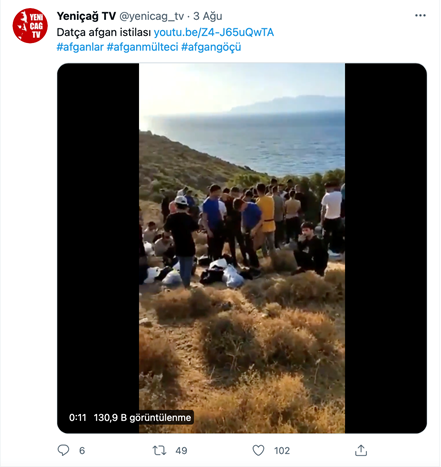 YENİ
ÇAĞ
TV
Yeniçağ TV @yenicag_tv · 3 Ağu
Datça afgan istilası youtu.be/Z4-J65uQwTA
#afganlar #afganmülteci #afgangöçü
0:11 130,9 B görüntülenme
6 49 102